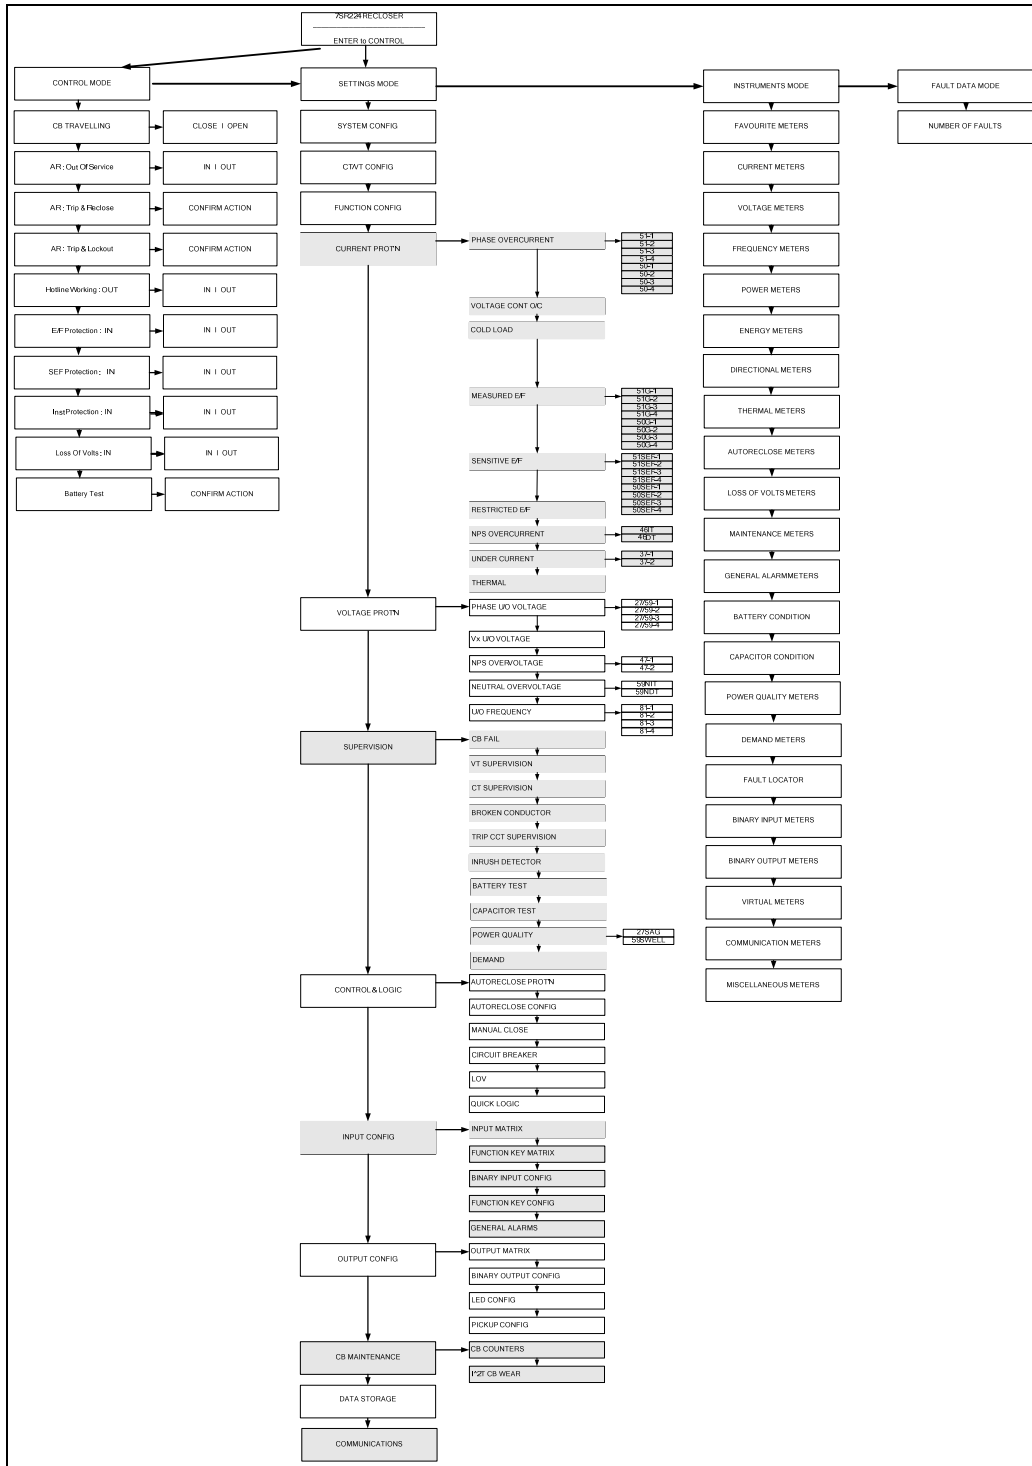 7SR224 RECLOSER
ENTER to CONTROL
CONTROL MODE
CB TRAVELLING
CLOSE | OPEN
AR: Out Of Service
IN | OUT
AR: Trip & Reclose
CONFIRM ACTION
AR: Trip & Lockout
CONFIRM ACTION
Hotline Working: OUT
IN | OUT
E/F Protection: IN
IN | OUT
SEF Protection: IN
IN | OUT
Inst Protection: IN
IN | OUT
Loss Of Volts: IN
IN | OUT
Battery Test
CONFIRM ACTION
SETTINGS MODE
SYSTEM CONFIG
CT/VT CONFIG
FUNCTION CONFIG
CURRENT PROT'N
PHASE OVERCURRENT
51-1
51-2
51-3
51-4
50-1
50-2
50-3
50-4
VOLTAGE CONT O/C
COLD LOAD
MEASURED E/F
51G-1
51G-2
51G-3
51G-4
50G-1
50G-2
50G-3
50G-4
SENSITIVE E/F
51SEF-1
51SEF-2
51SEF-3
51SEF-4
50SEF-1
50SEF-2
50SEF-3
50SEF-4
RESTRICTED E/F
NPS OVERCURRENT
46IT
46DT
UNDER CURRENT
37-1
37-2
THERMAL
VOLTAGE PROT'N
PHASE U/O VOLTAGE
27/59-1
27/59-2
27/59-3
27/59-4
Vx U/O VOLTAGE
NPS OVERVOLTAGE
47-1
47-2
NEUTRAL OVERVOLTAGE
59NIT
59NDT
U/O FREQUENCY
81-1
81-2
81-3
81-4
SUPERVISION
CB FAIL
VT SUPERVISION
CT SUPERVISION
BROKEN CONDUCTOR
TRIP CCT SUPERVISION
INRUSH DETECTOR
BATTERY TEST
CAPACITOR TEST
POWER QUALITY
27SAG
59SWELL
DEMAND
CONTROL & LOGIC
AUTORECLOSE PROT'N
AUTORECLOSE CONFIG
MANUAL CLOSE
CIRCUIT BREAKER
LOV
QUICK LOGIC
INPUT CONFIG
INPUT MATRIX
FUNCTION KEY MATRIX
BINARY INPUT CONFIG
FUNCTION KEY CONFIG
GENERAL ALARMS
OUTPUT CONFIG
OUTPUT MATRIX
BINARY OUTPUT CONFIG
LED CONFIG
PICKUP CONFIG
CB MAINTENANCE
CB COUNTERS
I^2T CB WEAR
DATA STORAGE
COMMUNICATIONS
INSTRUMENTS MODE
FAVOURITE METERS
CURRENT METERS
VOLTAGE METERS
FREQUENCY METERS
POWER METERS
ENERGY METERS
DIRECTIONAL METERS
THERMAL METERS
AUTORECLOSE METERS
LOSS OF VOLTS METERS
MAINTENANCE METERS
GENERAL ALARM METERS
BATTERY CONDITION
CAPACITOR CONDITION
POWER QUALITY METERS
DEMAND METERS
FAULT LOCATOR
BINARY INPUT METERS
BINARY OUTPUT METERS
VIRTUAL METERS
COMMUNICATION METERS
MISCELLANEOUS METERS
FAULT DATA MODE
NUMBER OF FAULTS